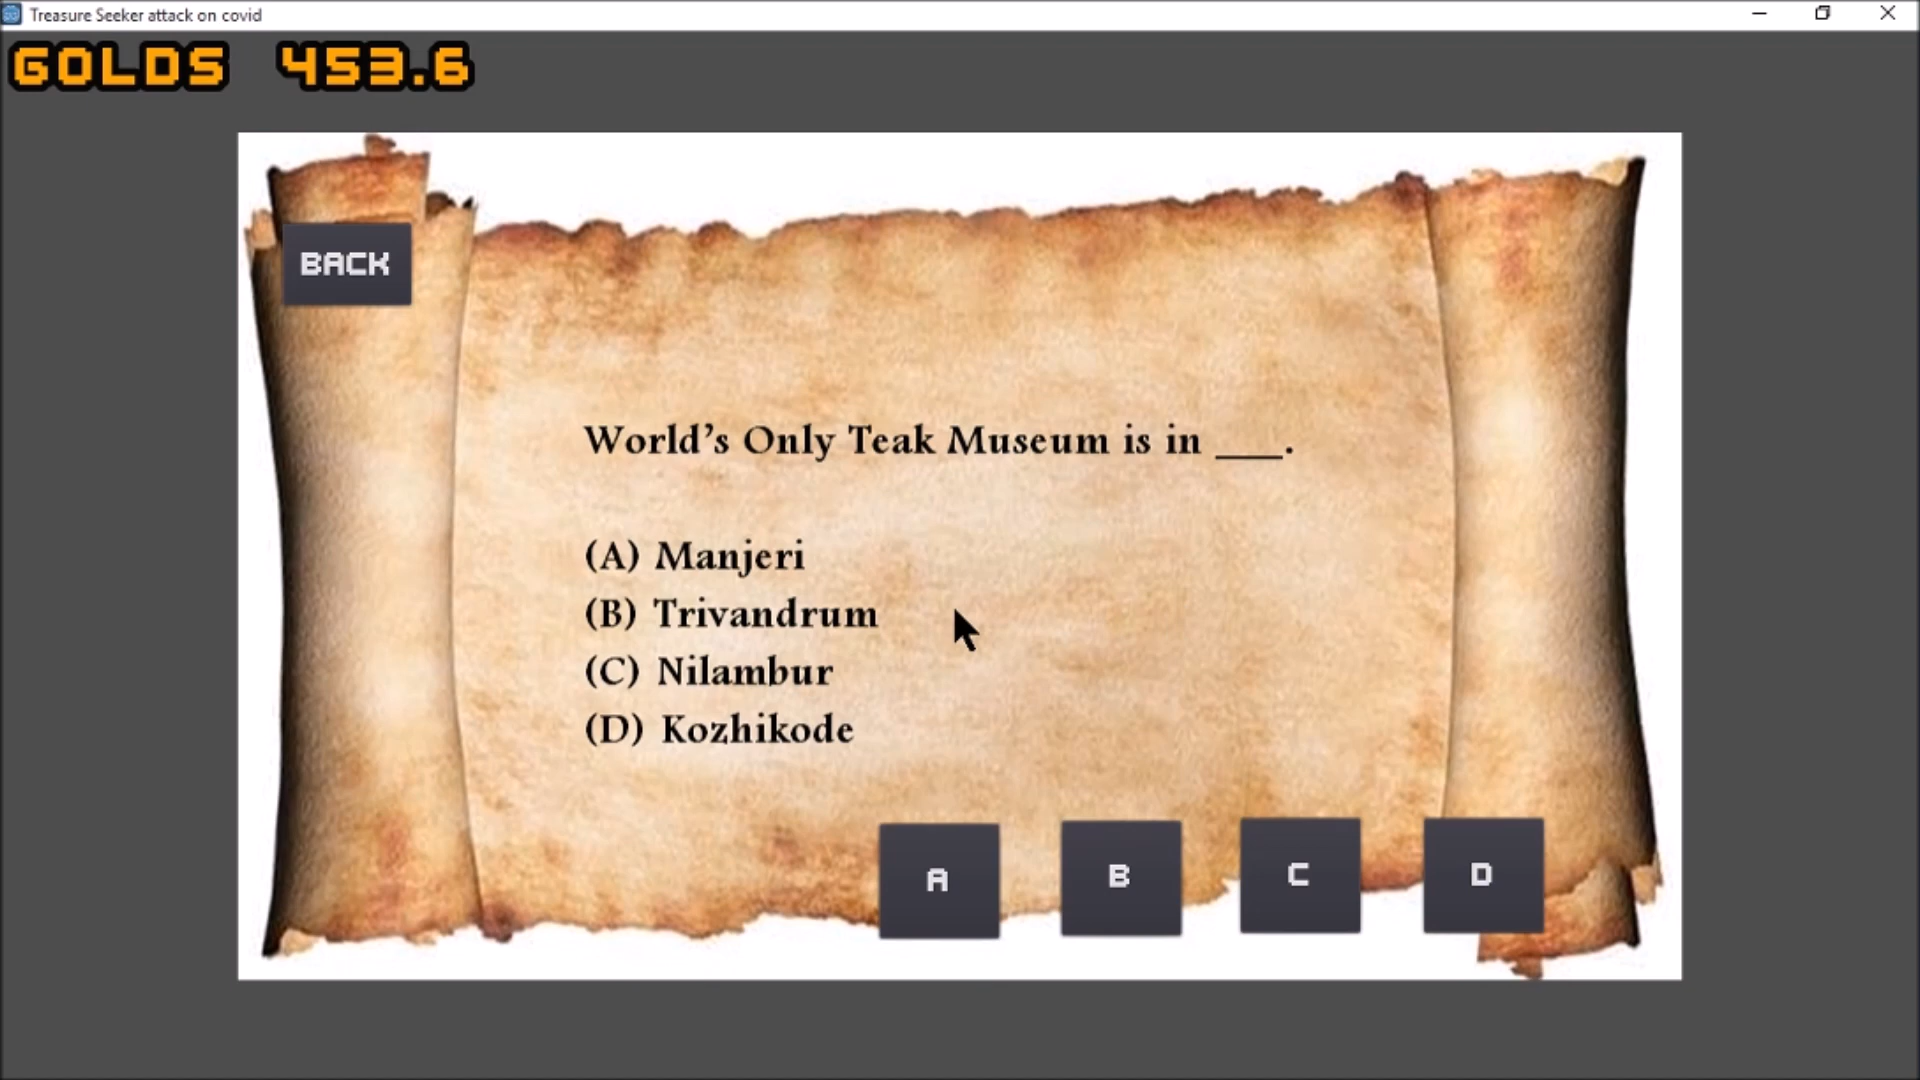 Treasure Seeker attack on covid
GOLDS 453.6
BACK
World's Only Teak Museum is in ___.
(A) Manjeri
(B) Trivandrum
(C) Nilambur
(D) Kozhikode
A B C D